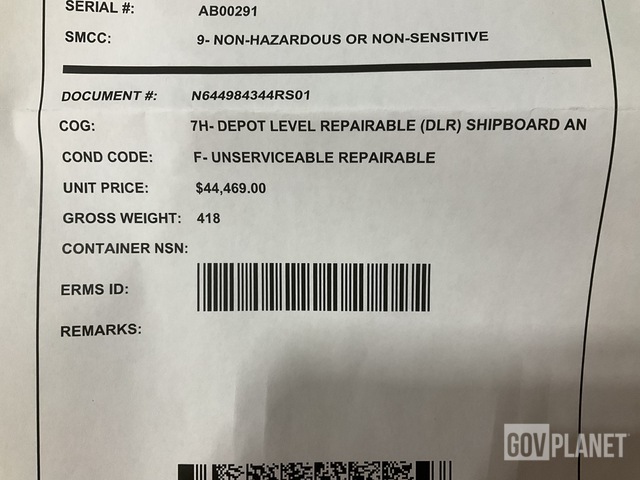 SERIAL #: AB00291
SMCC: 9- NON-HAZARDOUS OR NON-SENSITIVE
DOCUMENT #: N644984344RS01
COG: 7H- DEPOT LEVEL REPAIRABLE (DLR) SHIPBOARD AN
COND CODE: F- UNSERVICEABLE REPAIRABLE
UNIT PRICE: $44,469.00
GROSS WEIGHT: 418
CONTAINER NSN:
ERMS ID:
REMARKS:
GOVPLANET